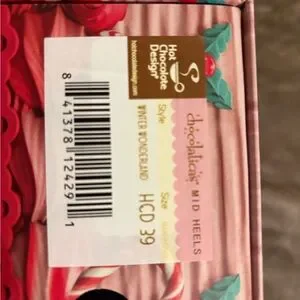 Hot
Chocolate
Design®
hotchocolatedesign.com
chocolaticas® MID HEELS
Style
WINTER WONDERLAND
Size
HCD 39
8 41378 12429 1